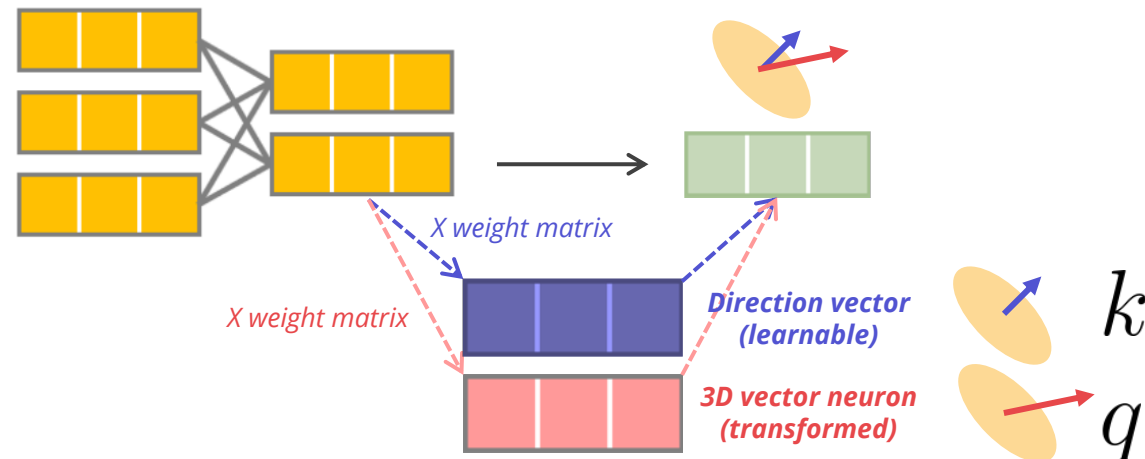 X weight matrix
X weight matrix
Direction vector
(learnable)
k
3D vector neuron
(transformed)
q